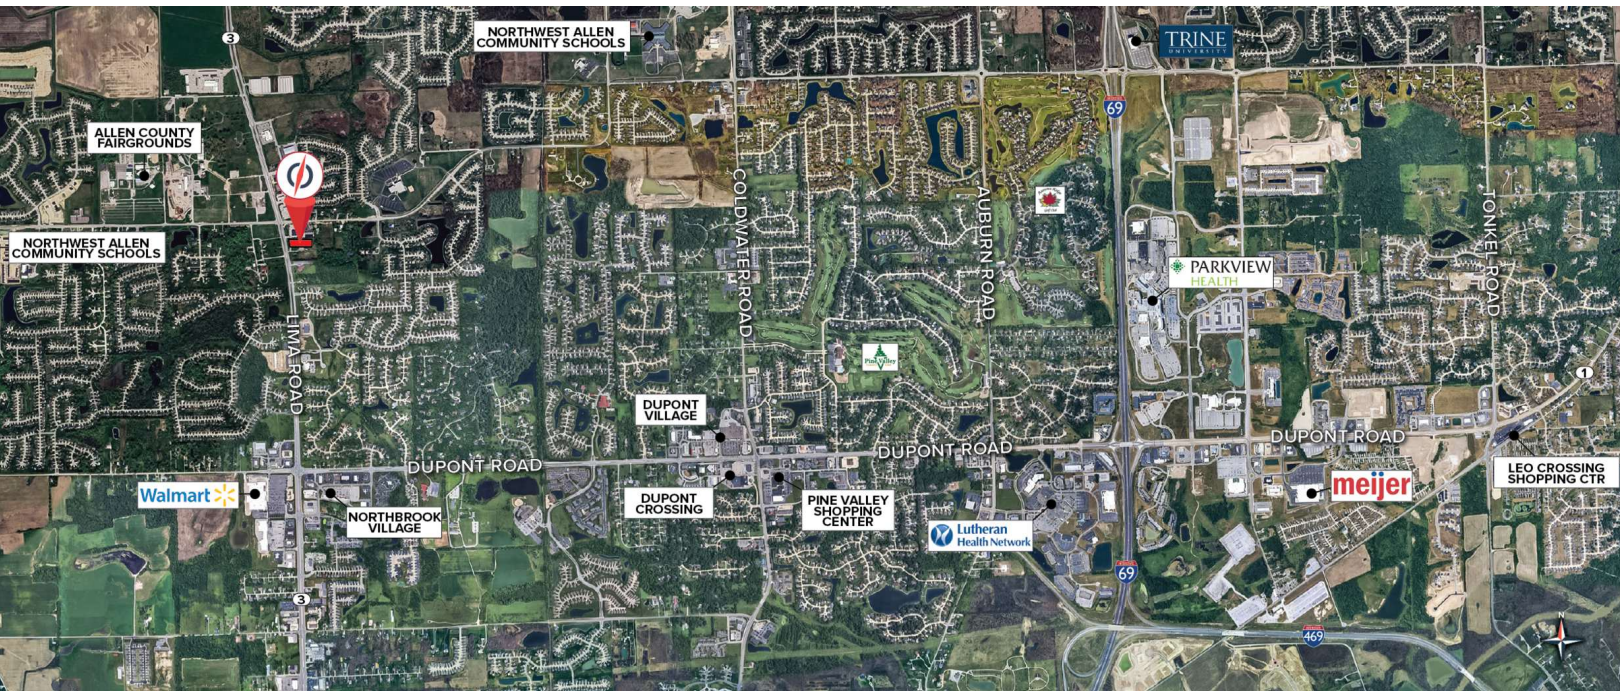 NORTHWEST ALLEN
COMMUNITY SCHOOLS
TRINE
UNIVERSITY
3
69
ALLEN COUNTY
FAIRGROUNDS
NORTHWEST ALLEN
COMMUNITY SCHOOLS
COLDWATER ROAD
AUBURN ROAD
TONKEL ROAD
PARKVIEW
HEALTH
LIMA ROAD
Pine Valley
1
DUPONT
VILLAGE
DUPONT ROAD
DUPONT ROAD
DUPONT ROAD
Walmart
NORTHBROOK
VILLAGE
DUPONT
CROSSING
PINE VALLEY
SHOPPING
CENTER
Lutheran
Health Network
meijer
LEO CROSSING
SHOPPING CTR
69
3
469
N